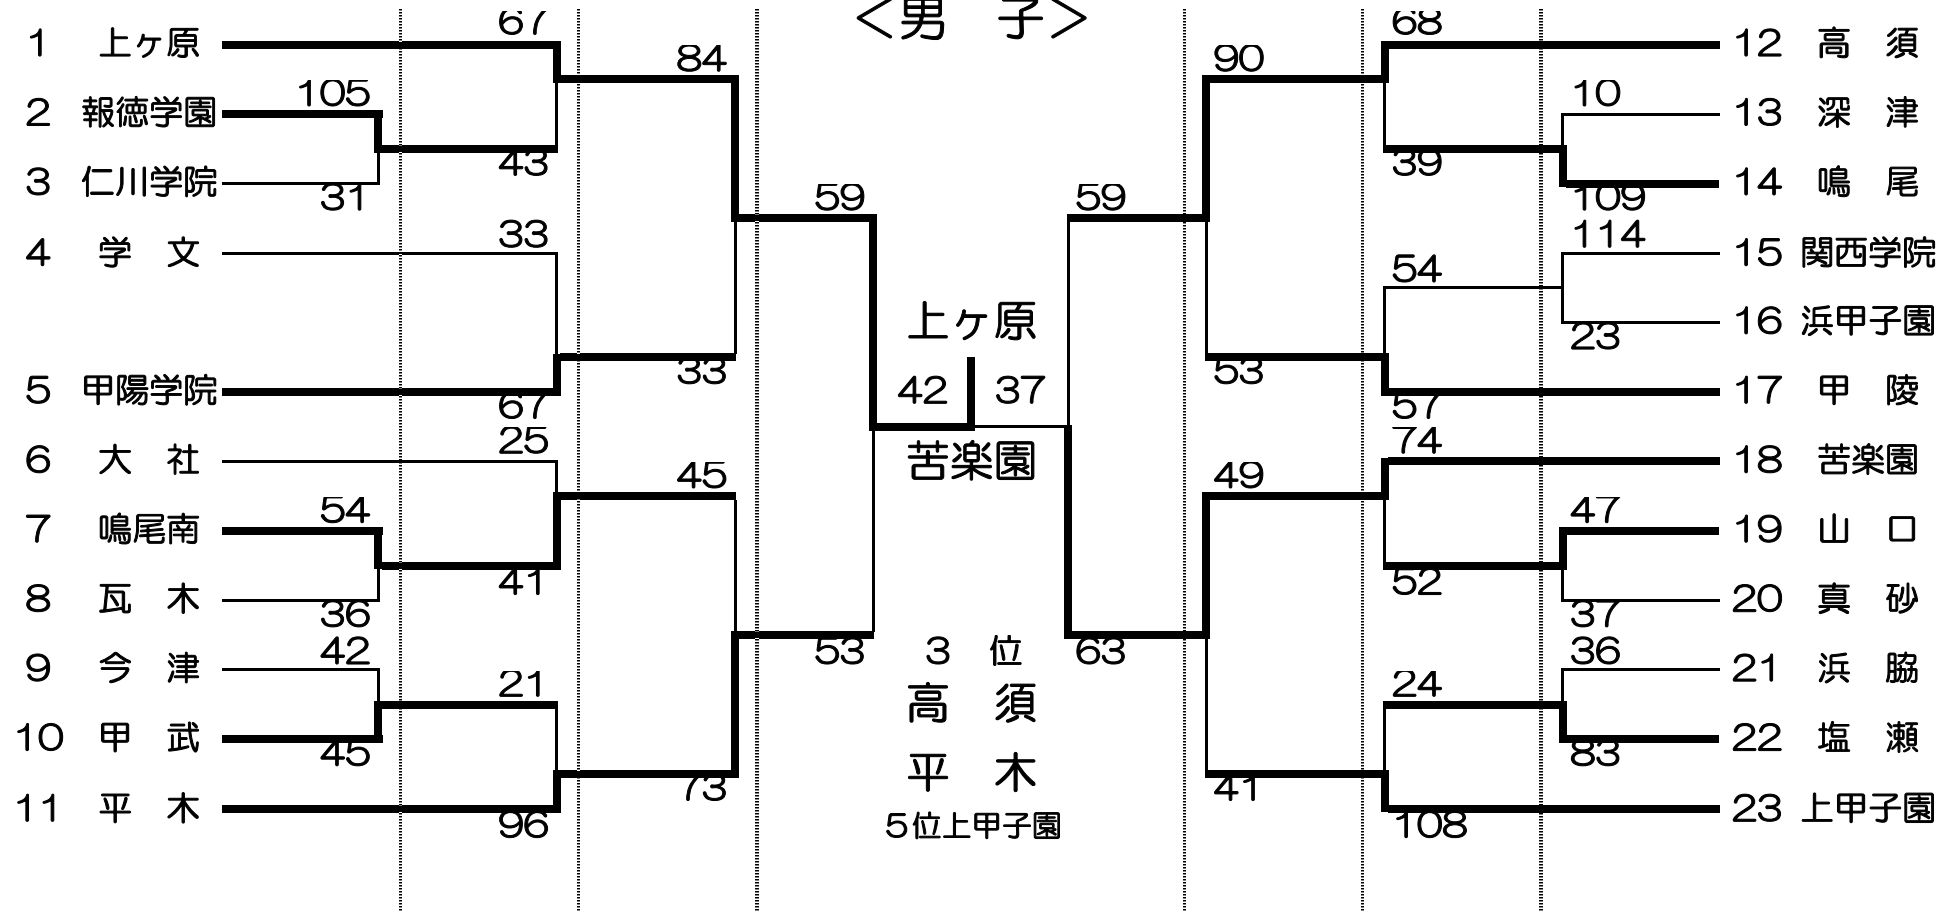 ＜男　子＞
67
1 上ヶ原
84
105
2 報徳学園
43
3 仁川学院
31
59
33
4 学　文
33
5 甲陽学院
67
25
6 大　社
45
54
7 鳴尾南
41
8 瓦　木
36
53
42
9 今　津
21
10 甲　武
45
73
11 平　木
96
上ヶ原
42 37
苦楽園
3　位
高　須
平　木
5位上甲子園
68
12 高　須
90
10
13 深　津
39
14 鳴　尾
109
59
114
15 関西学院
54
16 浜甲子園
23
53
17 甲　陵
57
74
18 苦楽園
49
47
19 山　口
52
20 真　砂
37
63
36
21 浜　脇
24
22 塩　瀬
83
41
23 上甲子園
108